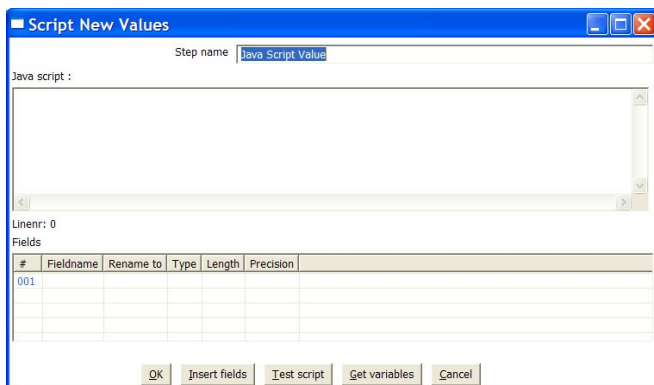 Script New Values
Step name Java Script Value
Java script :
Linenr: 0
Fields
# Fieldname Rename to Type Length Precision
001
OK Insert fields Test script Get variables Cancel